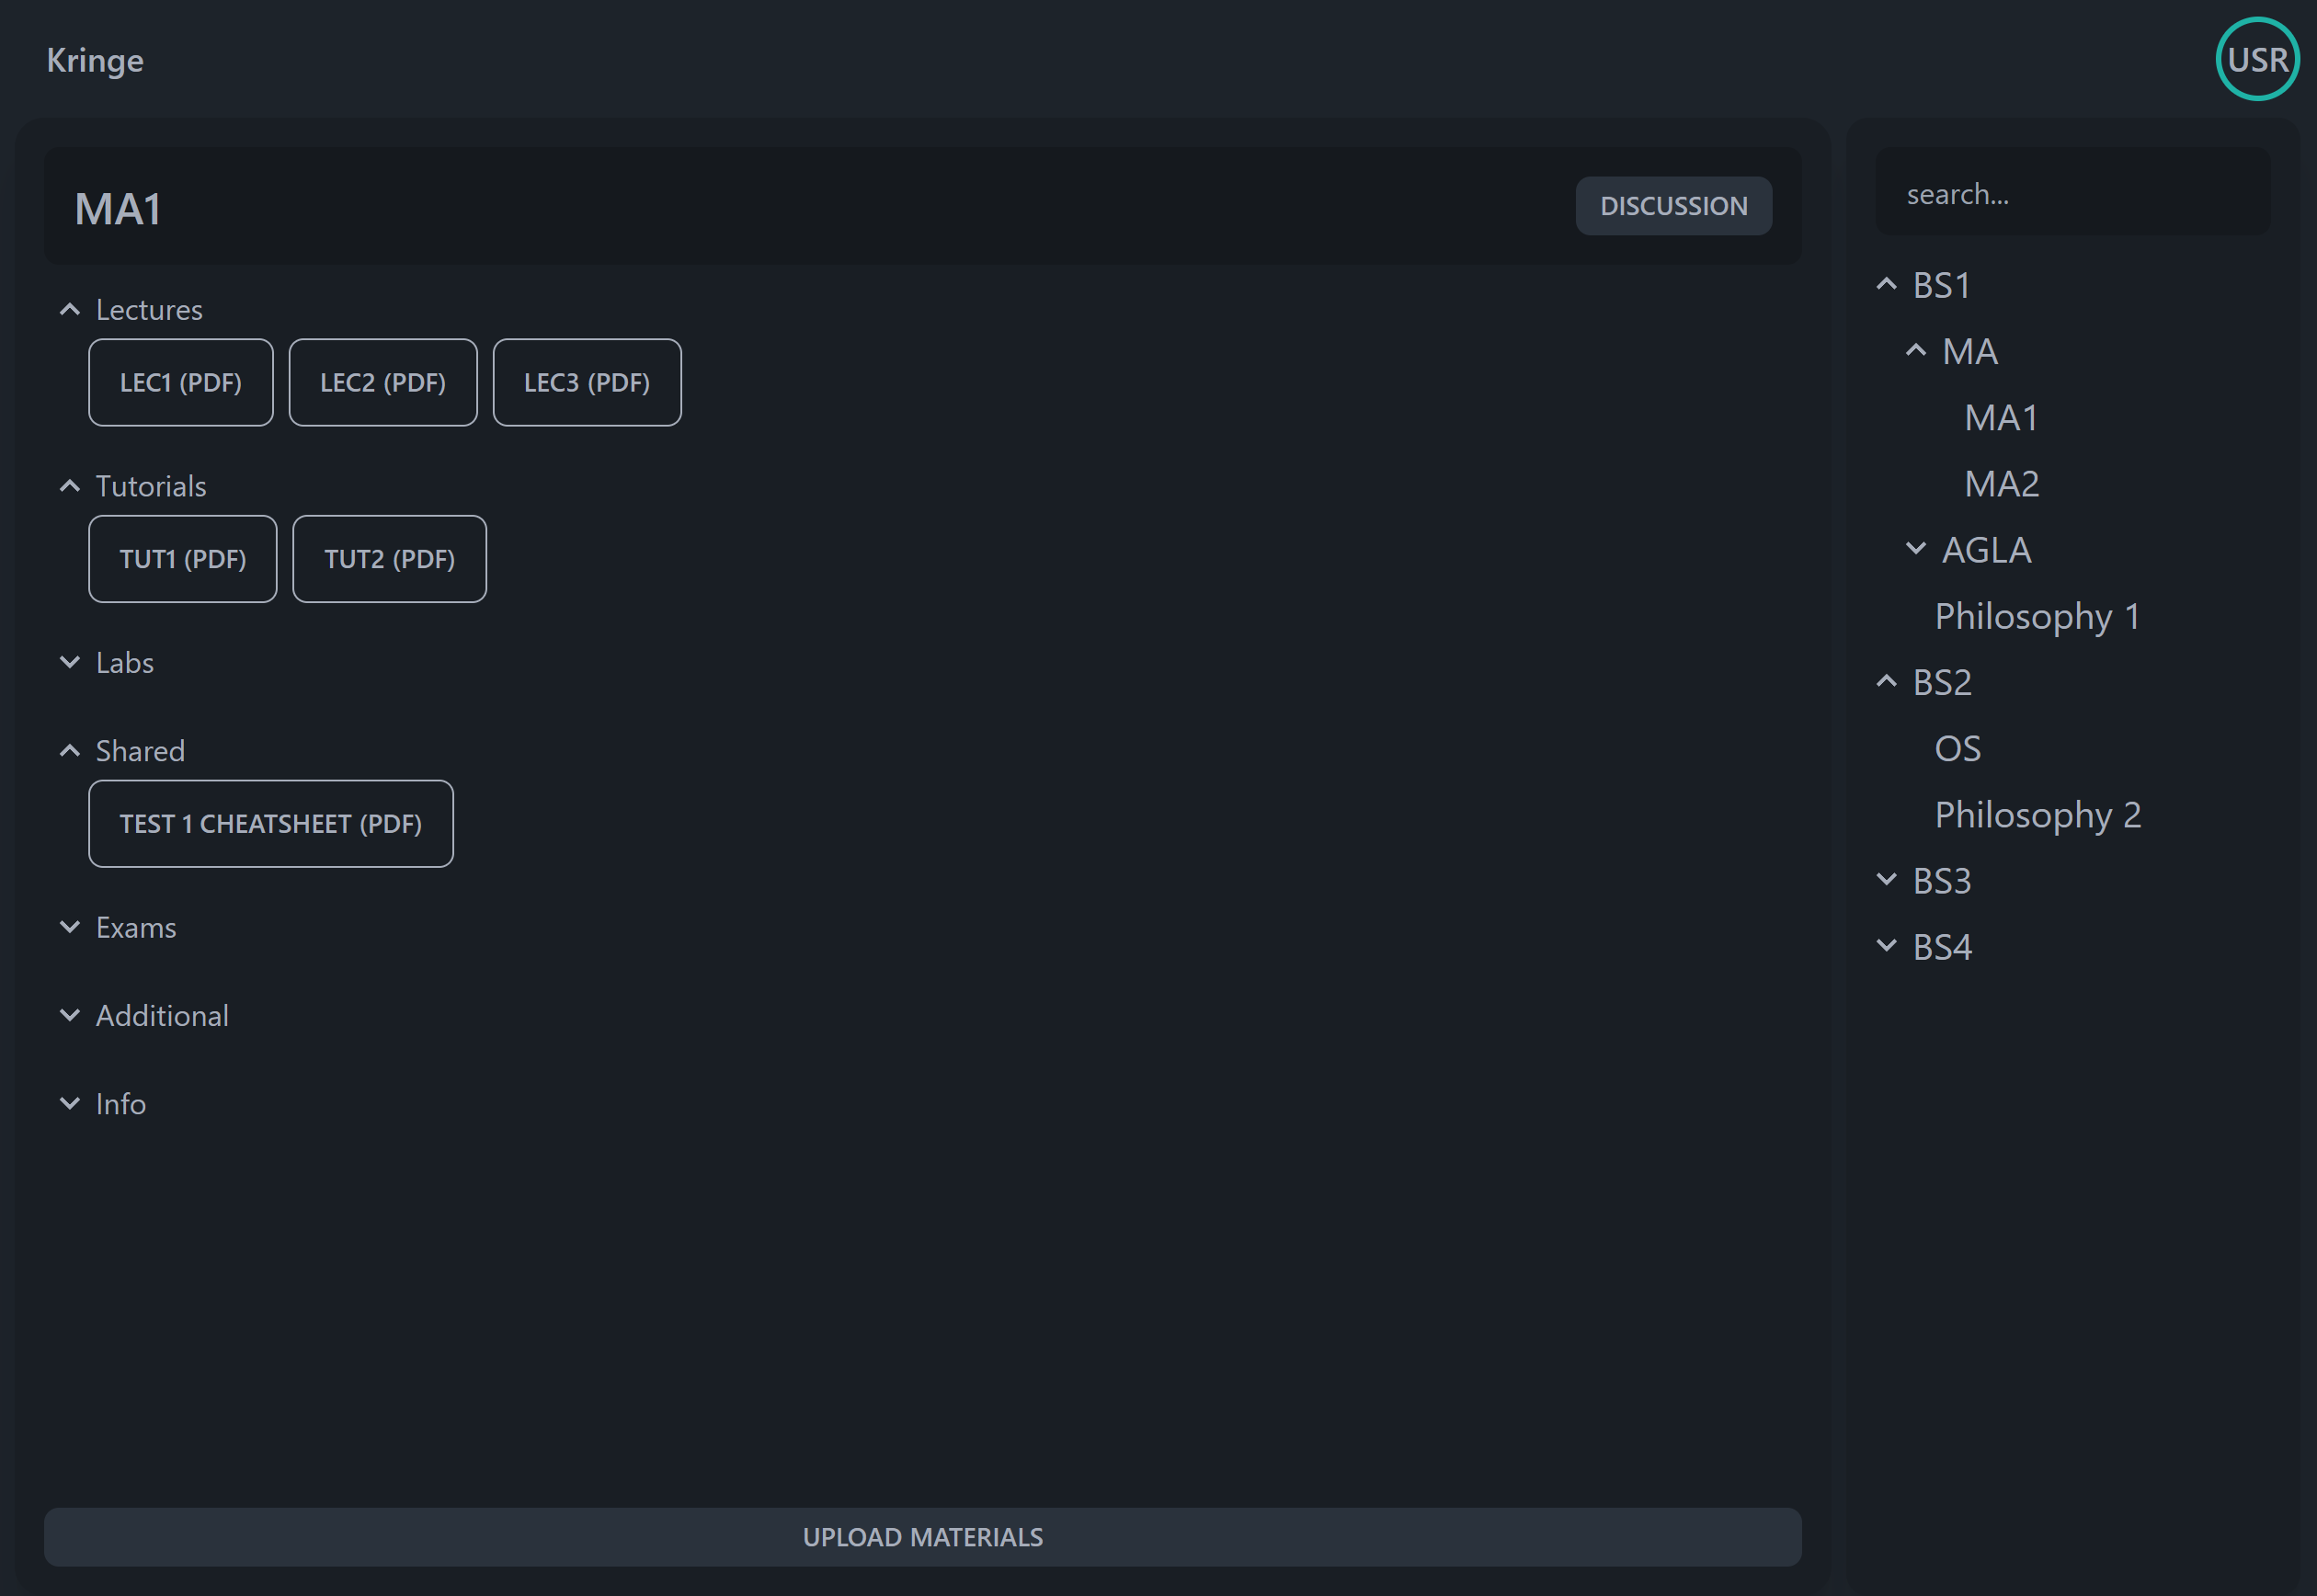 Kringe
USR
MA1
DISCUSSION
Lectures
LEC1 (PDF)
LEC2 (PDF)
LEC3 (PDF)
Tutorials
TUT1 (PDF)
TUT2 (PDF)
Labs
Shared
TEST 1 CHEATSHEET (PDF)
Exams
Additional
Info
UPLOAD MATERIALS
search...
BS1
MA
MA1
MA2
AGLA
Philosophy 1
BS2
OS
Philosophy 2
BS3
BS4